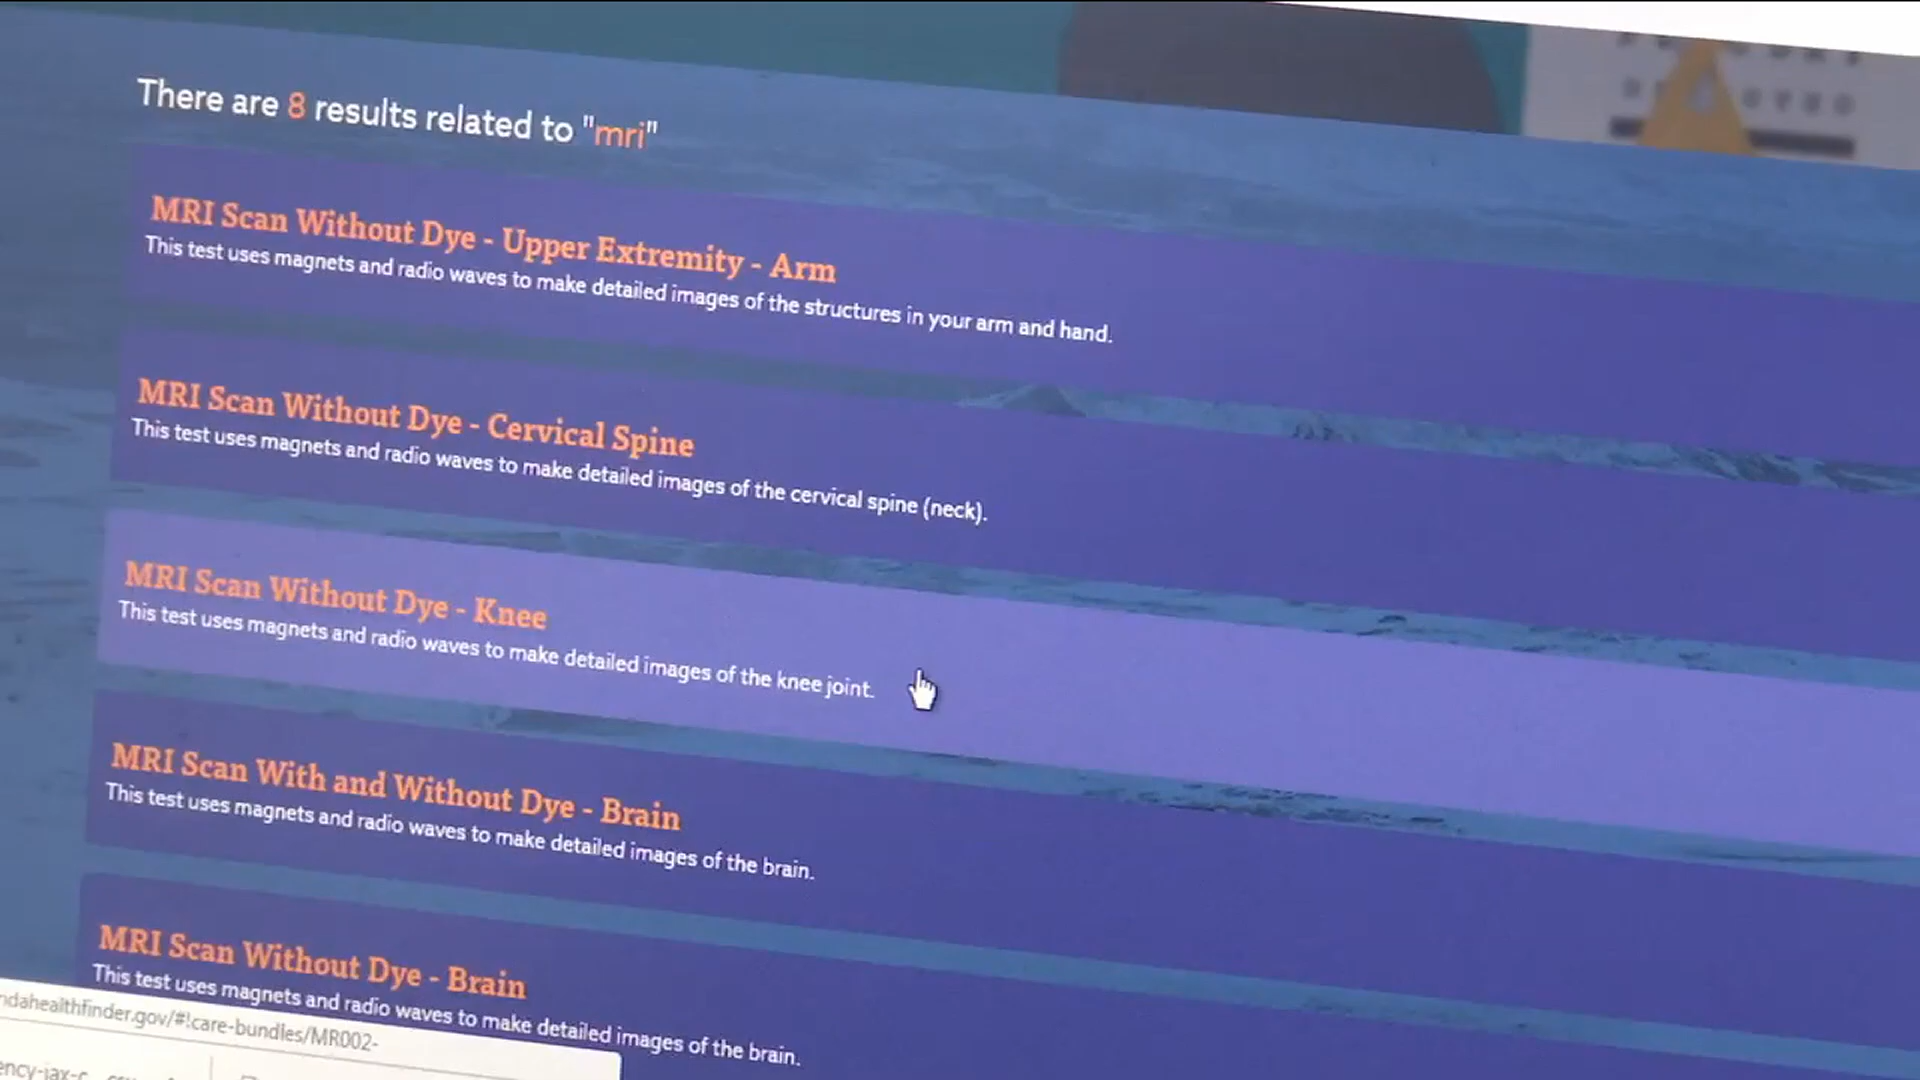 There are 8 results related to "mri"
MRI Scan Without Dye - Upper Extremity - Arm
This test uses magnets and radio waves to make detailed images of the structures in your arm and hand.
MRI Scan Without Dye - Cervical Spine
This test uses magnets and radio waves to make detailed images of the cervical spine (neck).
MRI Scan Without Dye - Knee
This test uses magnets and radio waves to make detailed images of the knee joint.
MRI Scan With and Without Dye - Brain
This test uses magnets and radio waves to make detailed images of the brain.
MRI Scan Without Dye - Brain
This test uses magnets and radio waves to make detailed images of the brain.
ndahealthfinder.gov/#!care-bundles/MR002-
ency-jax-c...